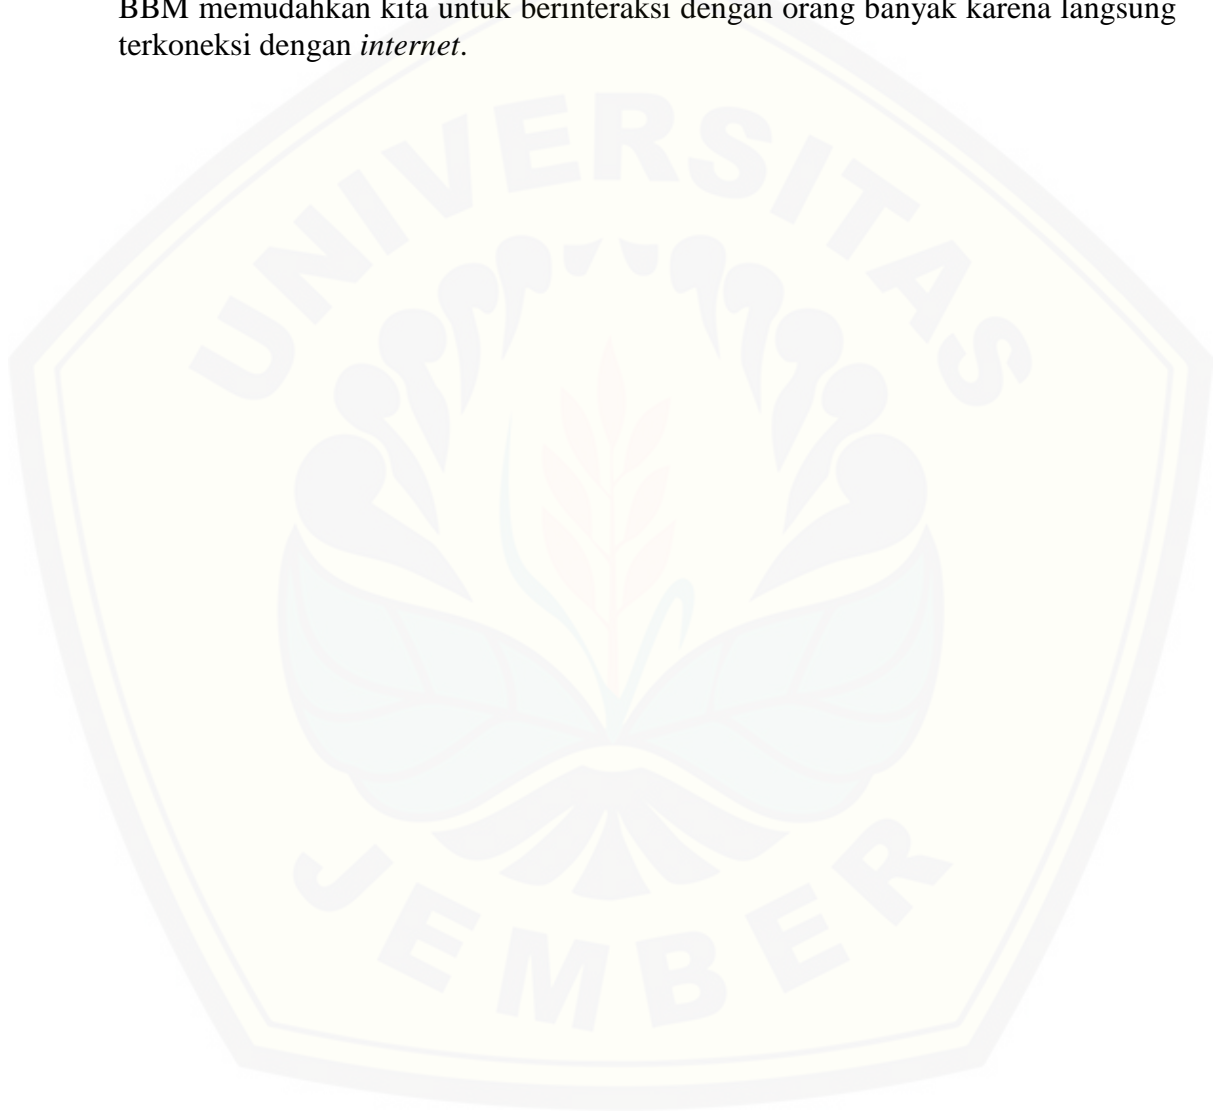 BBM memudahkan kita untuk berinteraksi dengan orang banyak karena langsung
terkoneksi dengan internet.
UNIVERSITAS
JEMBER